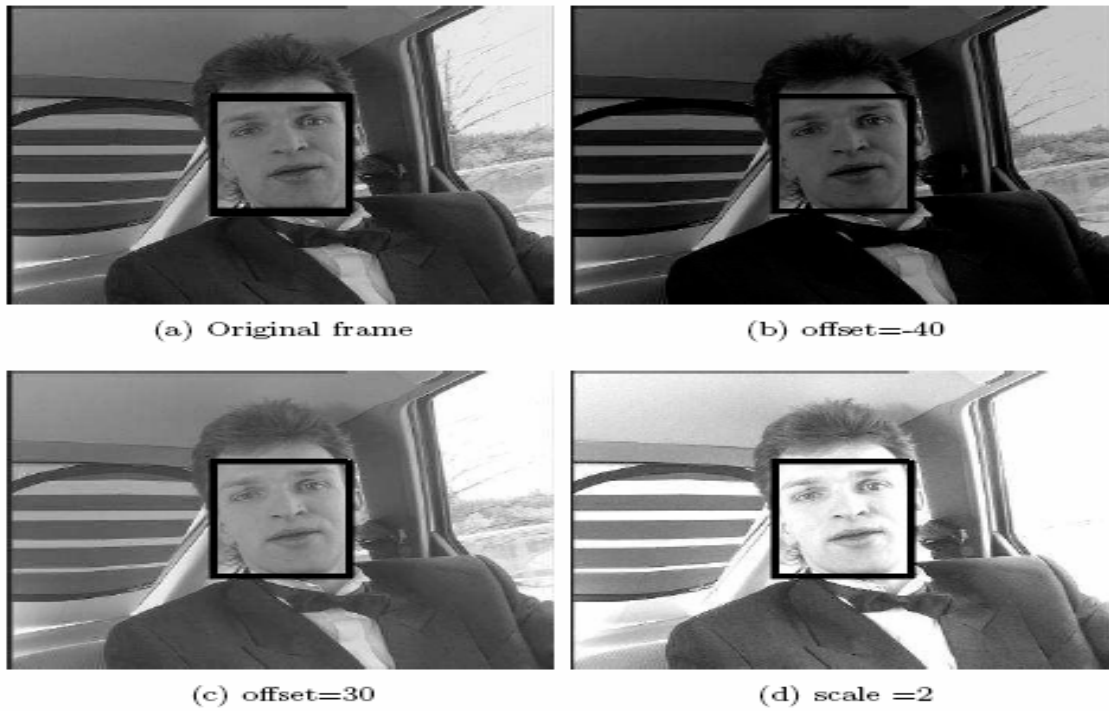 (a) Original frame
(b) offset=-40
(c) offset=30
(d) scale =2